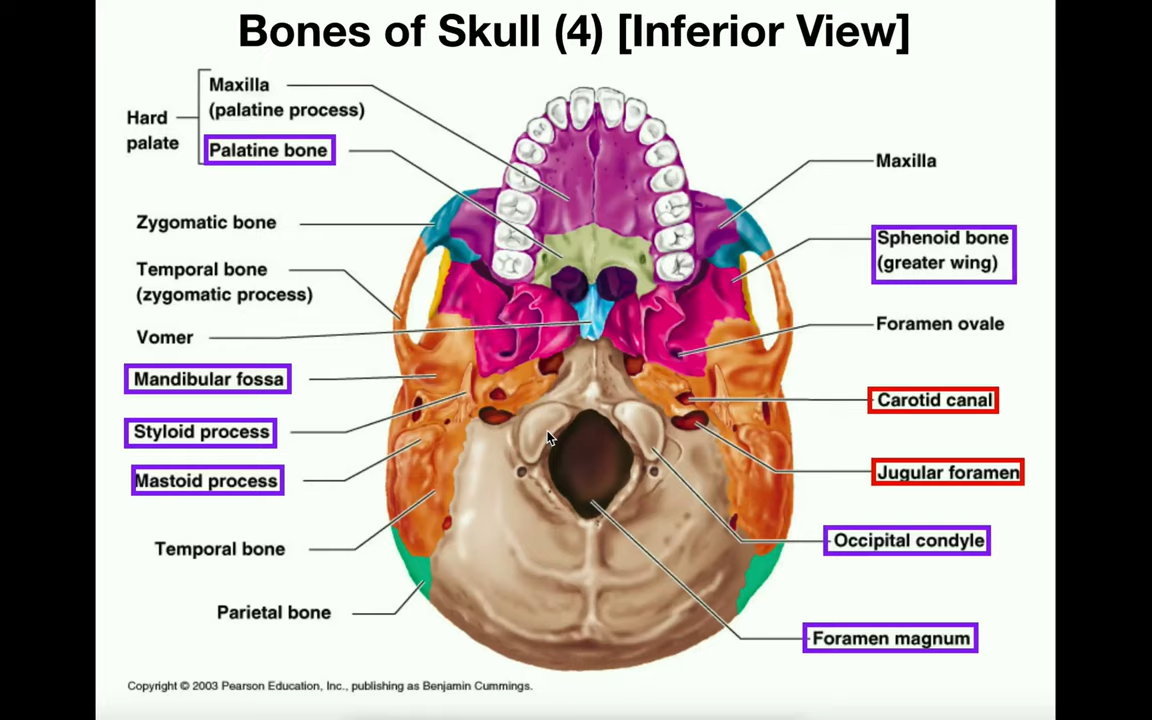 Bones of Skull (4) [Inferior View]
Hard
palate
Maxilla
(palatine process)
Palatine bone
Zygomatic bone
Temporal bone
(zygomatic process)
Vomer
Mandibular fossa
Styloid process
Mastoid process
Temporal bone
Parietal bone
Maxilla
Sphenoid bone
(greater wing)
Foramen ovale
Carotid canal
Jugular foramen
Occipital condyle
Foramen magnum
Copyright © 2003 Pearson Education, Inc., publishing as Benjamin Cummings.